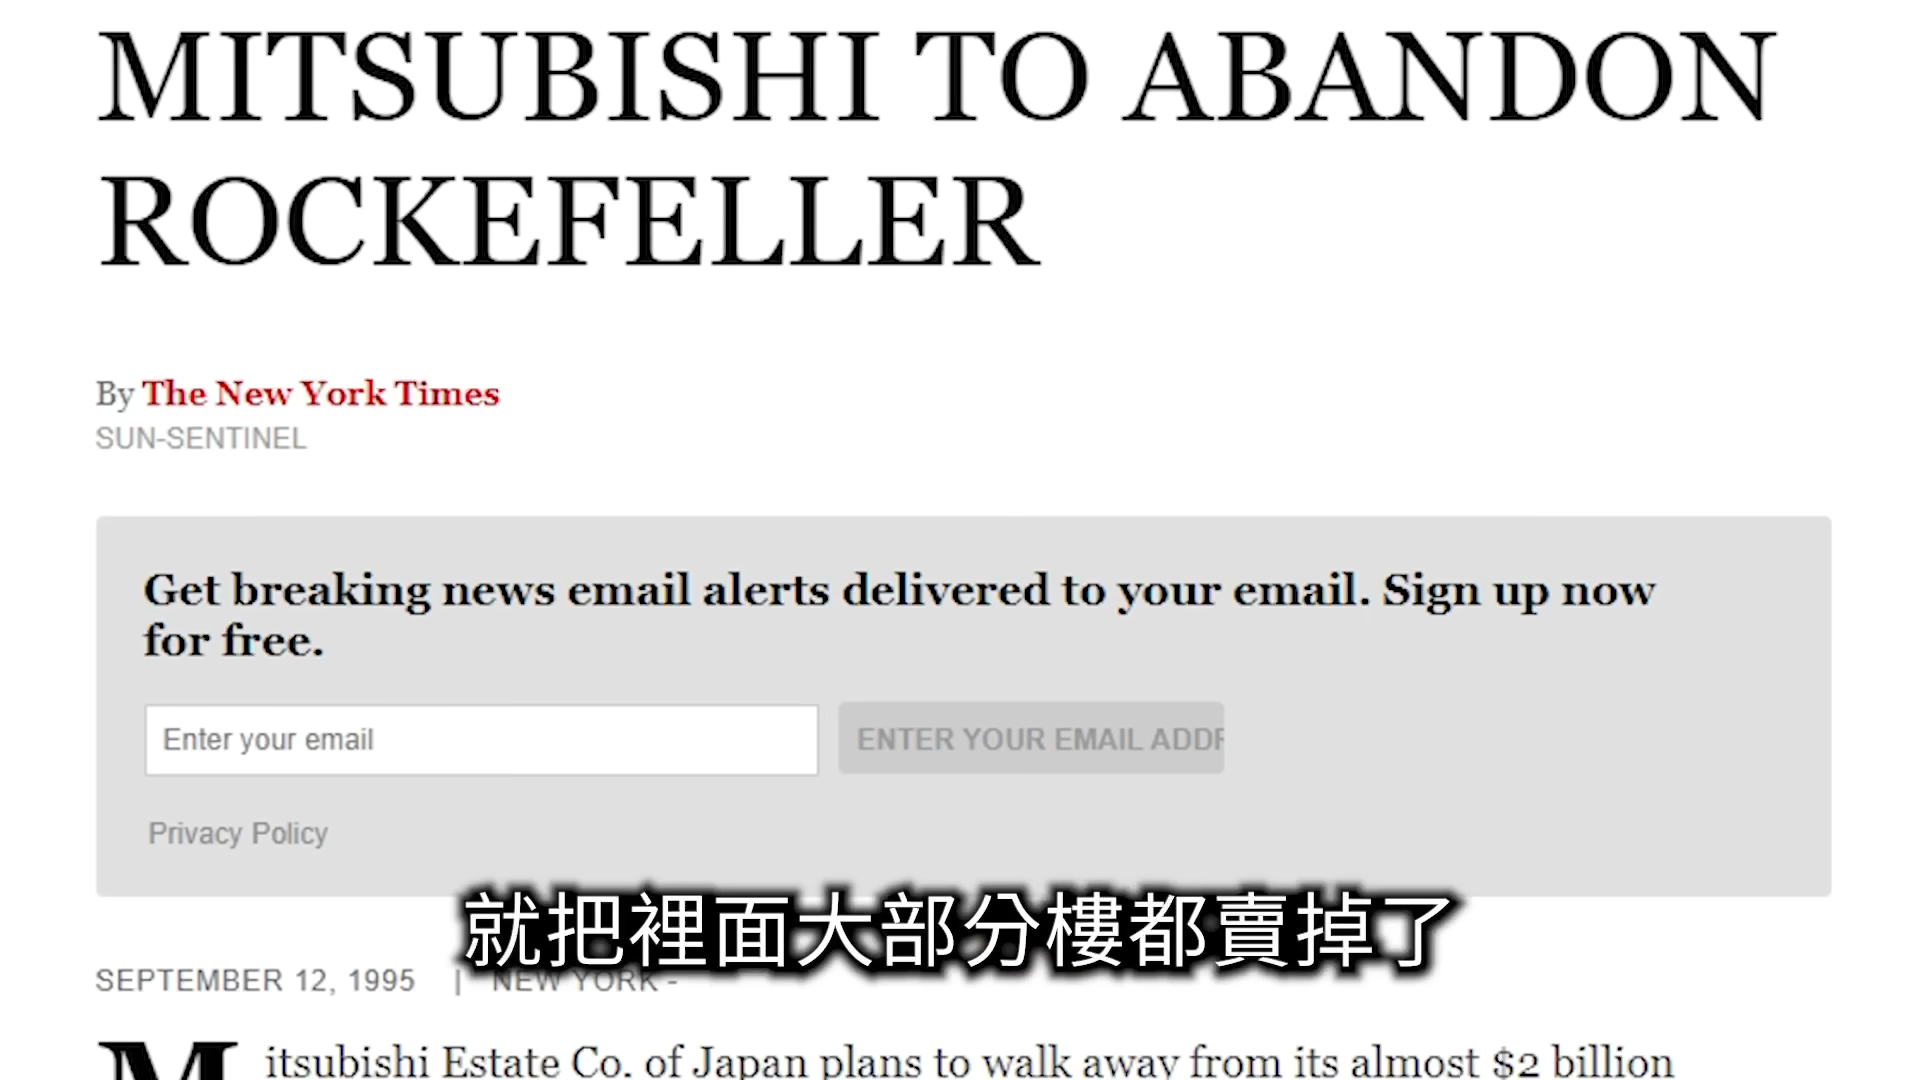 MITSUBISHI TO ABANDON
ROCKEFELLER
By The New York Times
SUN-SENTINEL
Get breaking news email alerts delivered to your email. Sign up now
for free.
Enter your email
ENTER YOUR EMAIL ADDR
Privacy Policy
就把裡面大部分樓都賣掉了
SEPTEMBER 12, 1995 | NEW YORK -
Mitsubishi Estate Co. of Japan plans to walk away from its almost $2 billion